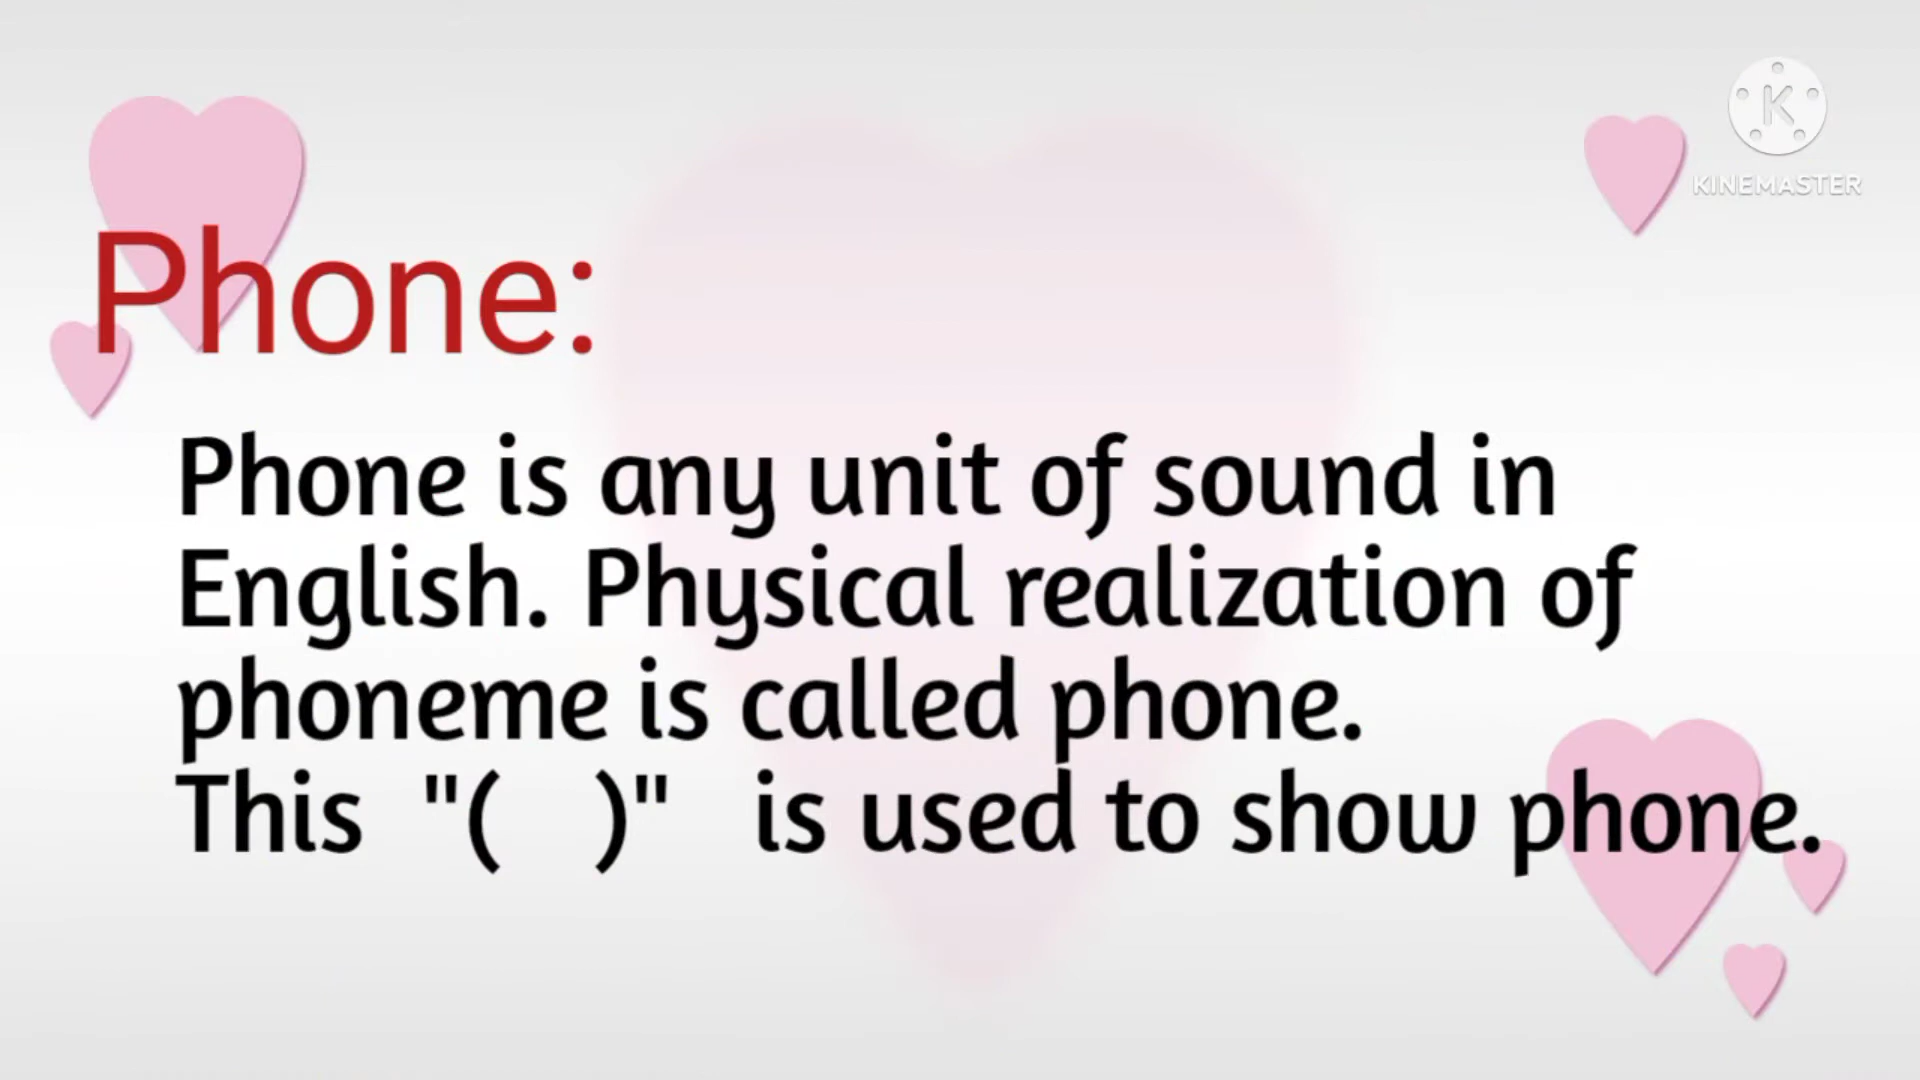 K
KINEMASTER
Phone:
Phone is any unit of sound in
English. Physical realization of
phoneme is called phone.
This "( )" is used to show phone.